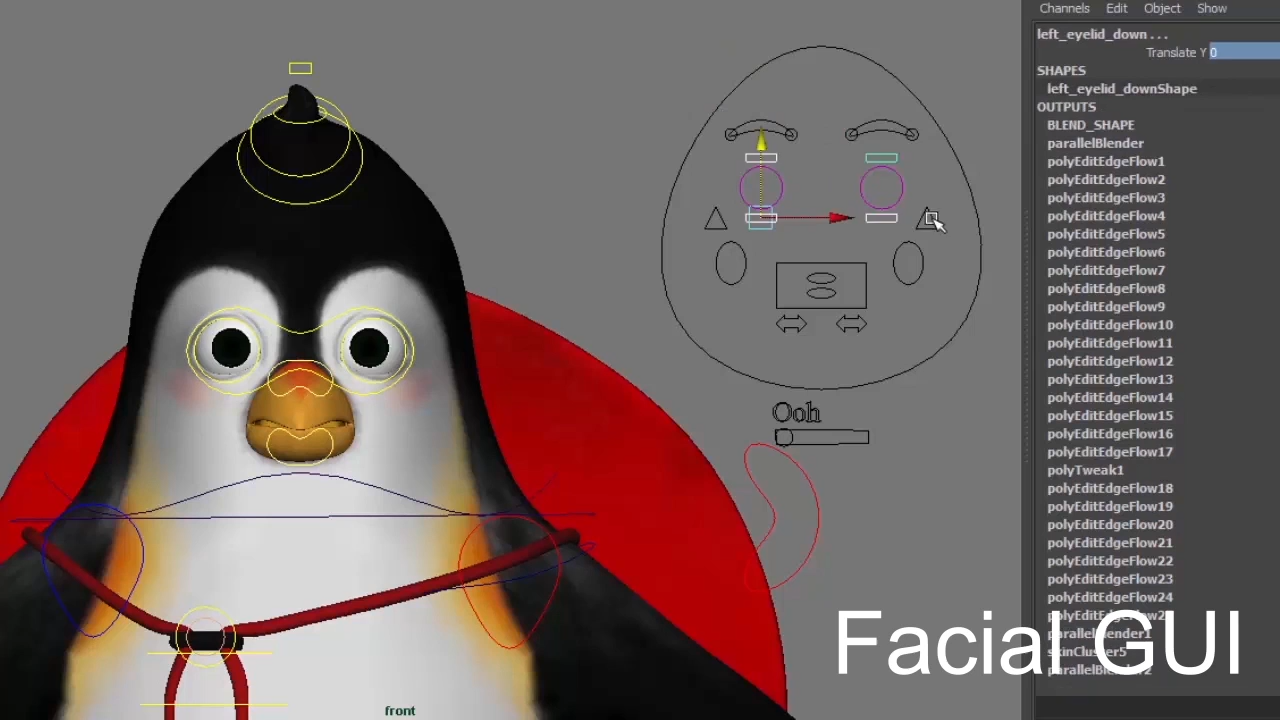 Channels Edit Object Show
left_eyelid_down . . .
Translate Y 0
SHAPES
left_eyelid_downShape
OUTPUTS
BLEND_SHAPE
parallelBlender
polyEditEdgeFlow1
polyEditEdgeFlow2
polyEditEdgeFlow3
polyEditEdgeFlow4
polyEditEdgeFlow5
polyEditEdgeFlow6
polyEditEdgeFlow7
polyEditEdgeFlow8
polyEditEdgeFlow9
polyEditEdgeFlow10
polyEditEdgeFlow11
polyEditEdgeFlow12
polyEditEdgeFlow13
polyEditEdgeFlow14
polyEditEdgeFlow15
polyEditEdgeFlow16
polyEditEdgeFlow17
polyTweak1
polyEditEdgeFlow18
polyEditEdgeFlow19
polyEditEdgeFlow20
polyEditEdgeFlow21
polyEditEdgeFlow22
polyEditEdgeFlow23
polyEditEdgeFlow24
parallelBlender1
skinCluster5
Ooh
Facial GUI
front